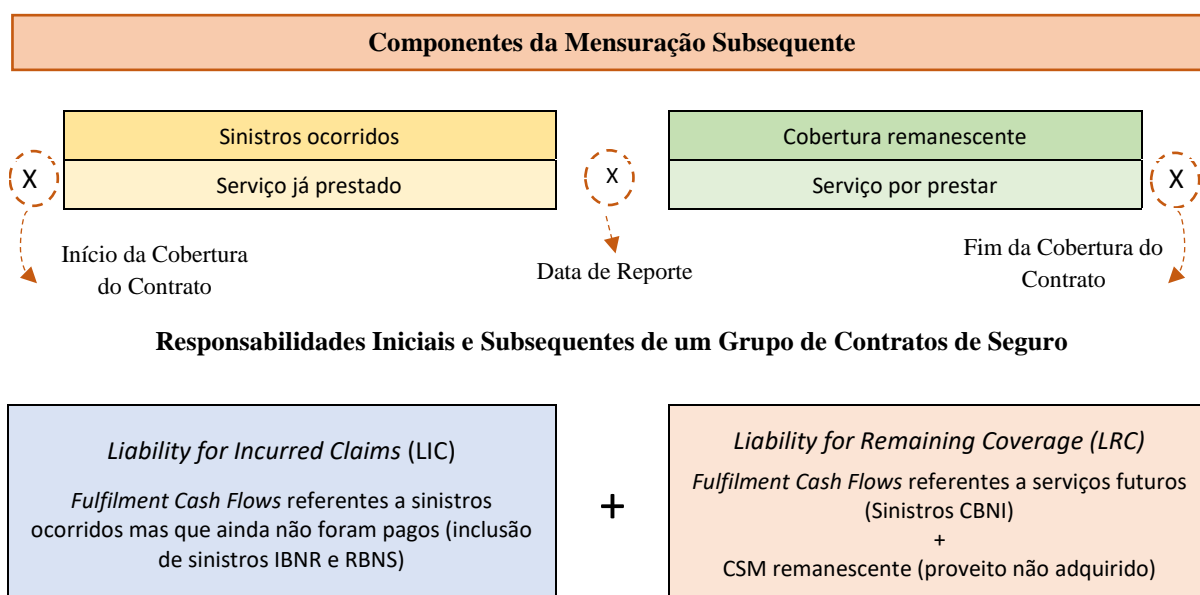 Componentes da Mensuração Subsequente
Sinistros ocorridos
Cobertura remanescente
X
Serviço já prestado
X
Serviço por prestar
X
Início da Cobertura
do Contrato
Data de Reporte
Fim da Cobertura do
Contrato
Responsabilidades Iniciais e Subsequentes de um Grupo de Contratos de Seguro
Liability for Incurred Claims (LIC)
Fulfilment Cash Flows referentes a sinistros
ocorridos mas que ainda não foram pagos (inclusão
de sinistros IBNR e RBNS)
+
Liability for Remaining Coverage (LRC)
Fulfilment Cash Flows referentes a serviços futuros
(Sinistros CBNI)
+
CSM remanescente (proveito não adquirido)